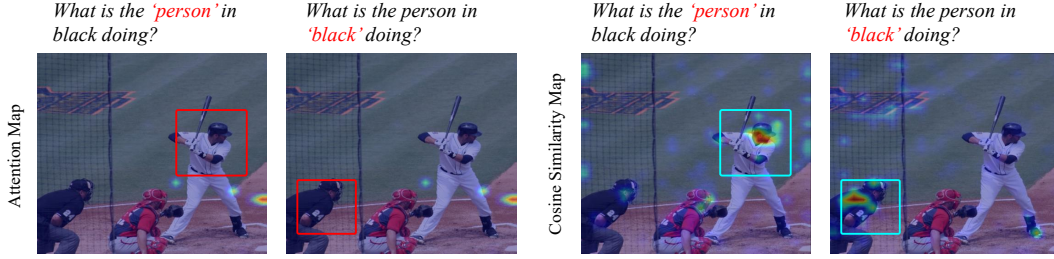 What is the ‘person’ in
black doing?
What is the person in
‘black’ doing?
What is the ‘person’ in
black doing?
What is the person in
‘black’ doing?
Attention Map
Cosine Similarity Map